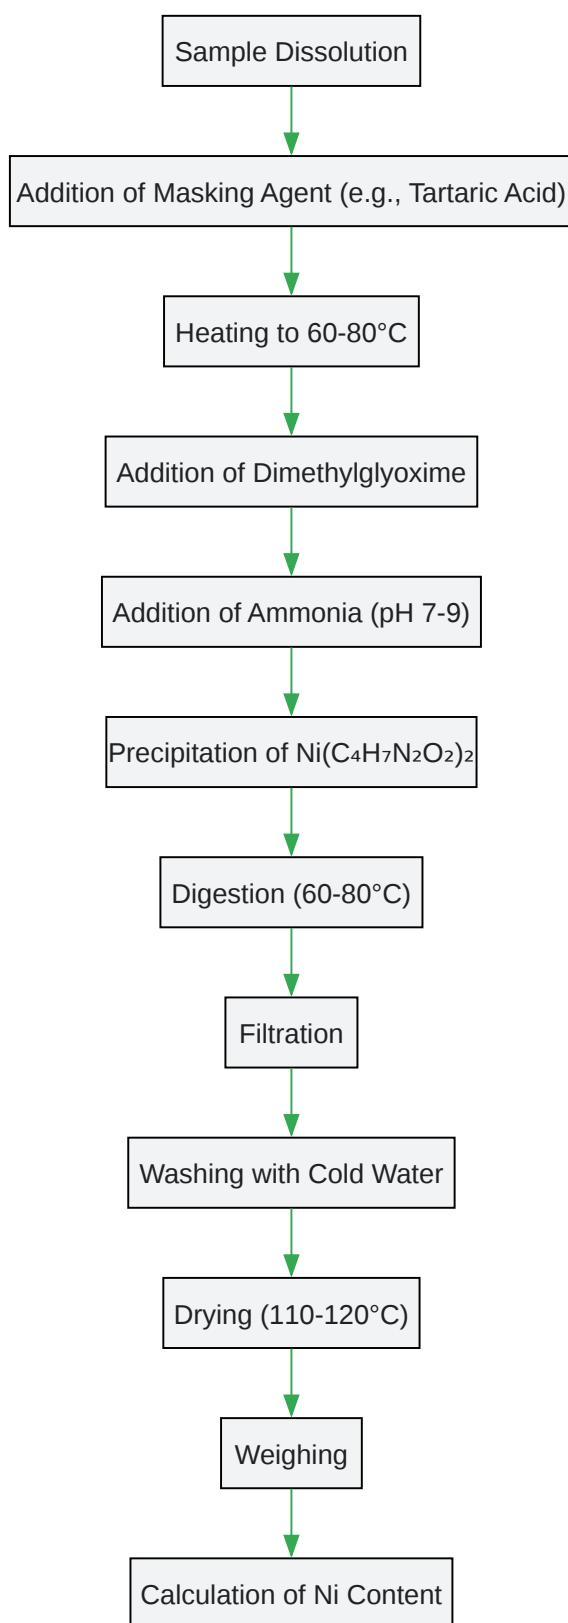 Sample Dissolution
Addition of Masking Agent (e.g., Tartaric Acid)
Heating to 60-80°C
Addition of Dimethylglyoxime
Addition of Ammonia (pH 7-9)
Precipitation of Ni(C₄H₇N₂O₂)₂
Digestion (60-80°C)
Filtration
Washing with Cold Water
Drying (110-120°C)
Weighing
Calculation of Ni Content